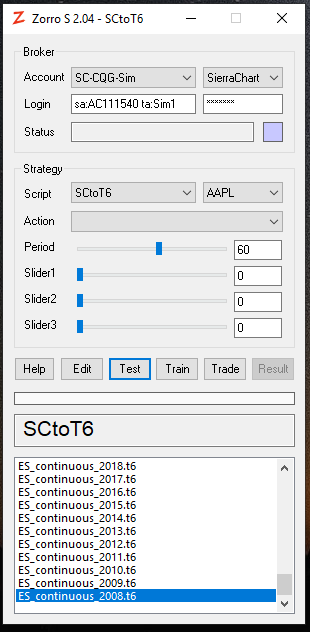 Zorro S 2.04 - SCtoT6
Broker
Account SC-CQG-Sim SierraChart
Login sa:AC111540 ta:Sim1 *******
Status
Strategy
Script SCtoT6 AAPL
Action
Period 60
Slider1 0
Slider2 0
Slider3 0
Help Edit Test Train Trade Result
SCtoT6
ES_continuous_2018.t6
ES_continuous_2017.t6
ES_continuous_2016.t6
ES_continuous_2015.t6
ES_continuous_2014.t6
ES_continuous_2013.t6
ES_continuous_2012.t6
ES_continuous_2011.t6
ES_continuous_2010.t6
ES_continuous_2009.t6
ES_continuous_2008.t6